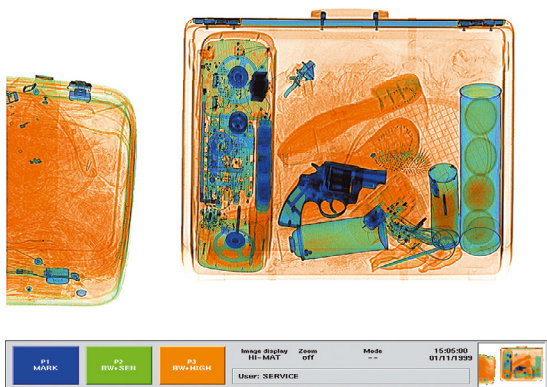 P1
MARK
P2
BW+SEN
P3
BW+HIGH
Image display Zoom Mode 15:05:00
HI-MAT off -- 01/11/1999
User: SERVICE